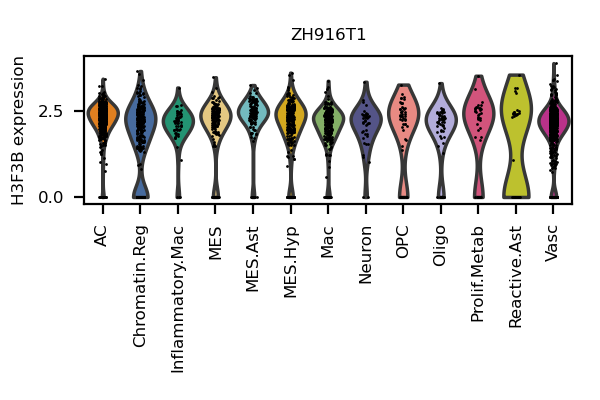 ZH916T1
H3F3B expression
2.5
0.0
AC
Chromatin.Reg
Inflammatory.Mac
MES
MES.Ast
MES.Hyp
Mac
Neuron
OPC
Oligo
Prolif.Metab
Reactive.Ast
Vasc